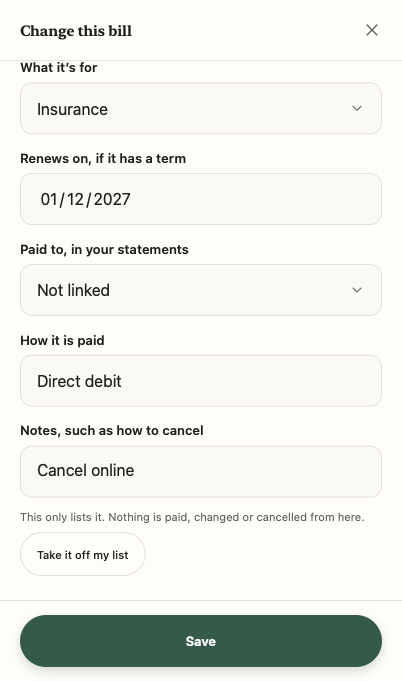 Change this bill
What it's for
Insurance
Renews on, if it has a term
01/12/2027
Paid to, in your statements
Not linked
How it is paid
Direct debit
Notes, such as how to cancel
Cancel online
This only lists it. Nothing is paid, changed or cancelled from here.
Take it off my list
Save